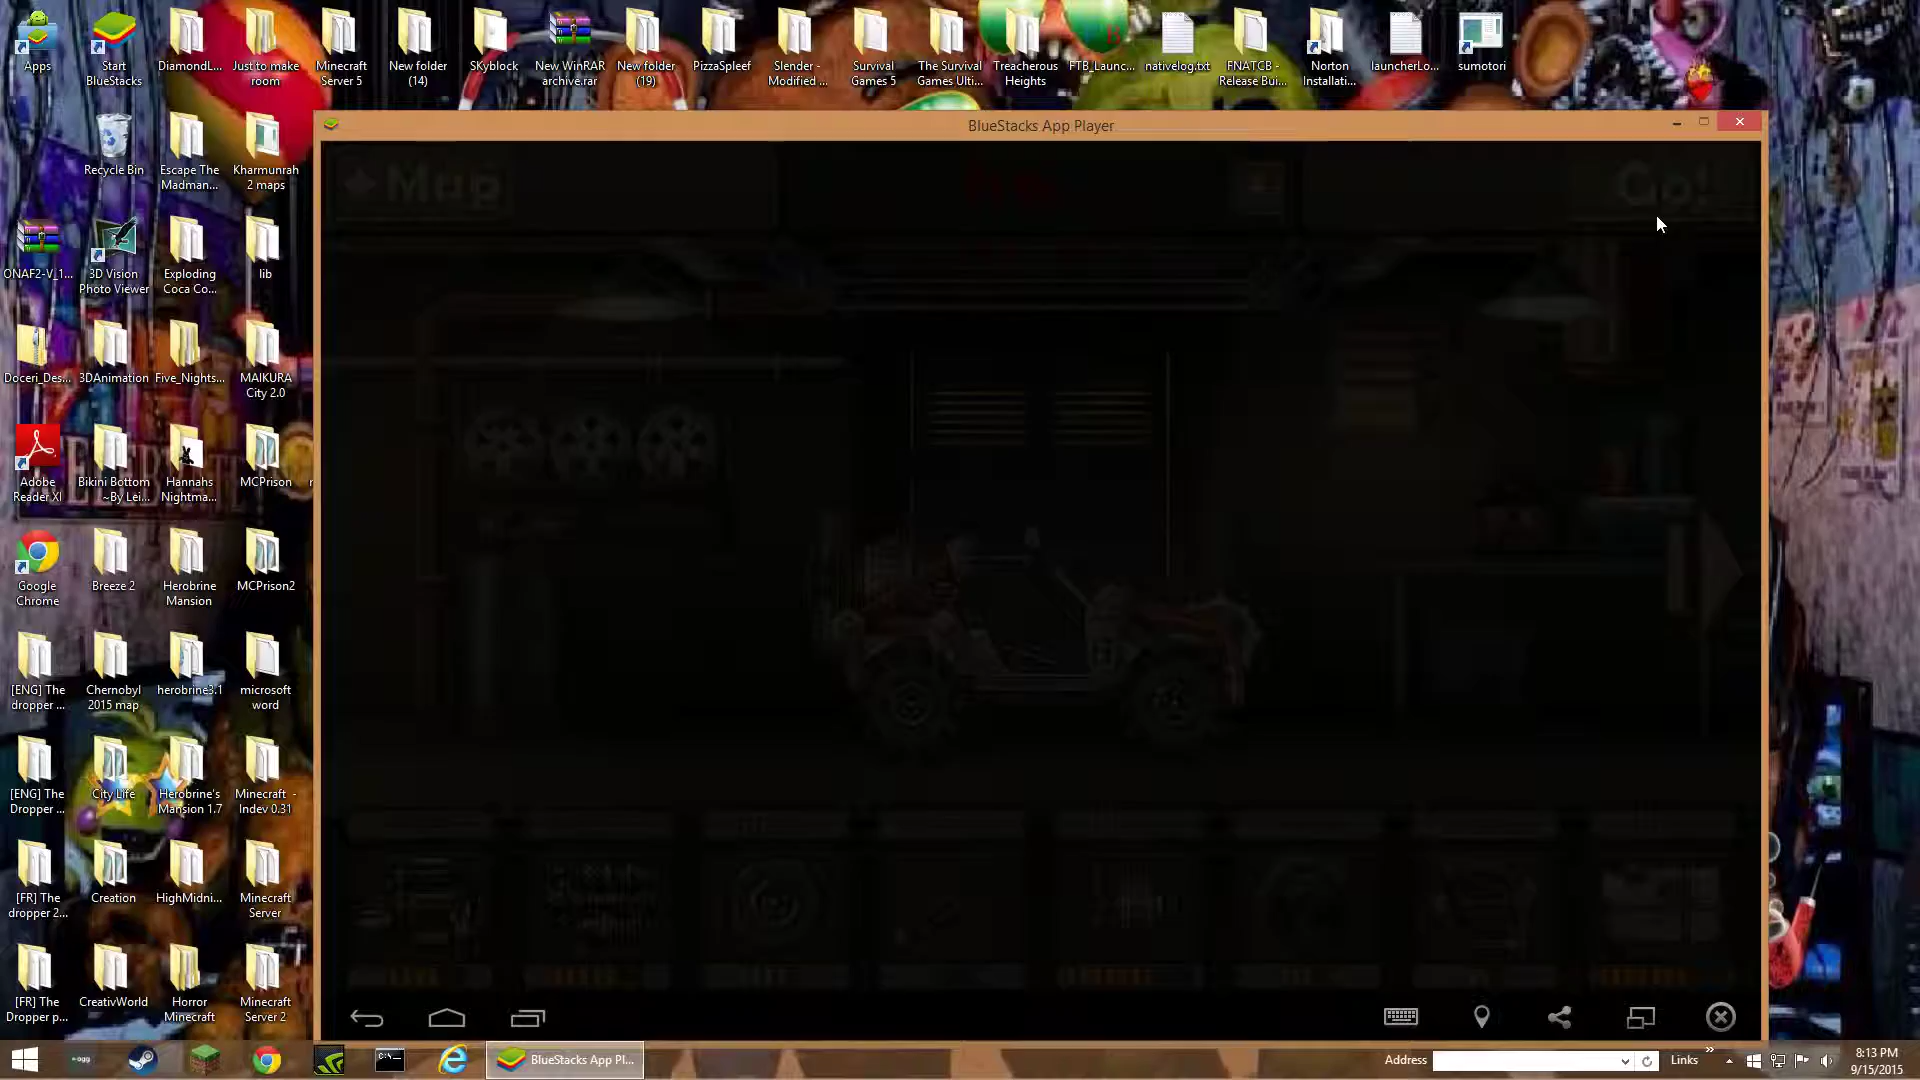 Apps
Start
BlueStacks
DiamondL...
Just to make
room
Minecraft
Server 5
New folder
(14)
SKyblock
New WinRAR
archive.rar
New folder
(19)
PizzaSpleef
Slender -
Modified ...
Survival
Games 5
The Survival
Games Ulti...
Treacherous
Heights
FTB_Launc...
nativelog.txt
FNATCB -
Release Bui...
Norton
Installati...
launcherLo...
sumotori
BlueStacks App Player
Map
Go!
Recycle Bin
Escape The
Madman...
Kharmunrah
2 maps
ONAF2-V_1...
3D Vision
Photo Viewer
Exploding
Coca Co...
lib
Doceri_Des...
3DAnimation
Five_Nights...
MAIKURA
City 2.0
Adobe
Reader XI
Bikini Bottom
~By Lei...
Hannahs
Nightma...
MCPrison
Google
Chrome
Breeze 2
Herobrine
Mansion
MCPrison2
[ENG] The
dropper ...
Chernobyl
2015 map
herobrine3.1
microsoft
word
[ENG] The
Dropper ...
City Life
Herobrine's
Mansion 1.7
Minecraft -
Indev 0.31
[FR] The
dropper 2...
Creation
HighMidni...
Minecraft
Server
[FR] The
Dropper p...
CreativWorld
Horror
Minecraft
Minecraft
Server 2
.ogg
C:\
BlueStacks App Pl...
Address
Links
»
8:13 PM
9/15/2015